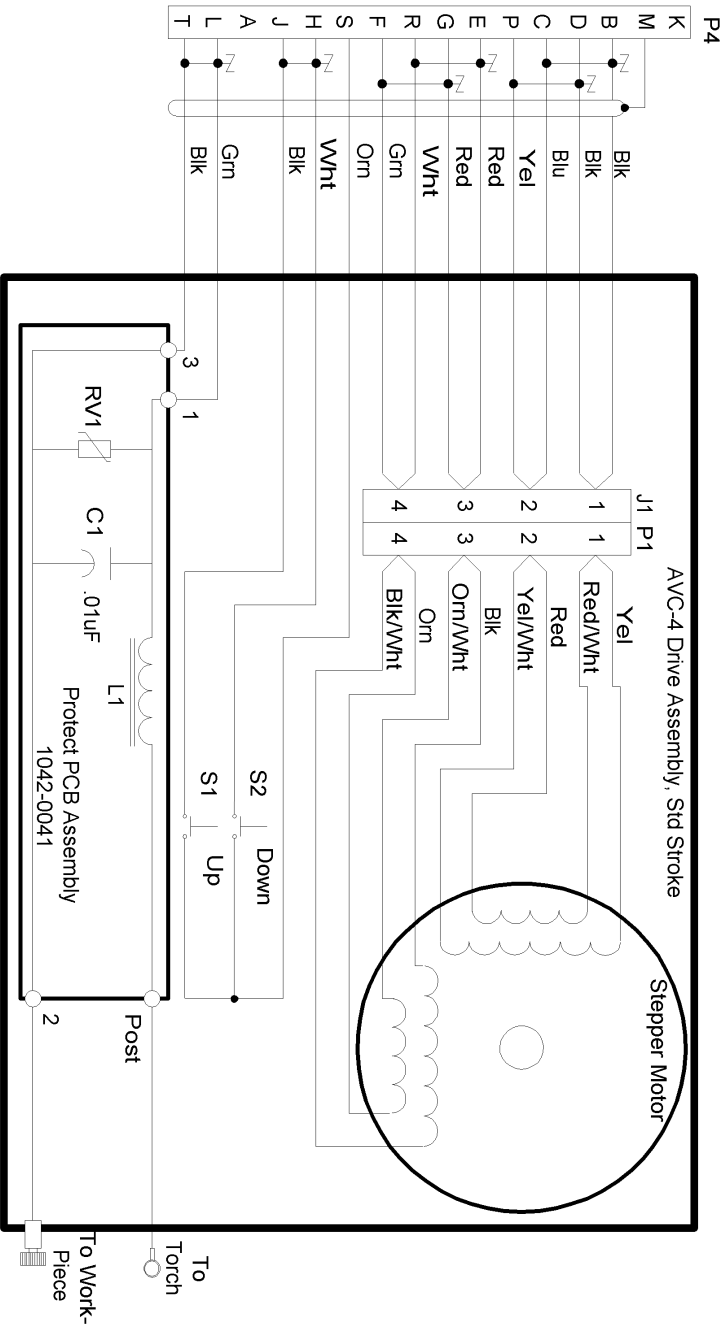 P4
K
M
B
D
C
P
E
G
R
F
S
H
J
A
L
T
Blk
Blk
Blu
Yel
Red
Red
Wht
Grn
Orn
Wht
Blk
Grn
Blk
AVC-4 Drive Assembly, Std Stroke
J1 P1
1 1
2 2
3 3
4 4
Yel
Red/Wht
Red
Yel/Wht
Blk
Orn/Wht
Orn
Blk/Wht
Stepper Motor
S2
Down
S1
Up
3
1
RV1
C1
.01uF
L1
Protect PCB Assembly
1042-0041
Post
2
To
Torch
To Work-
Piece